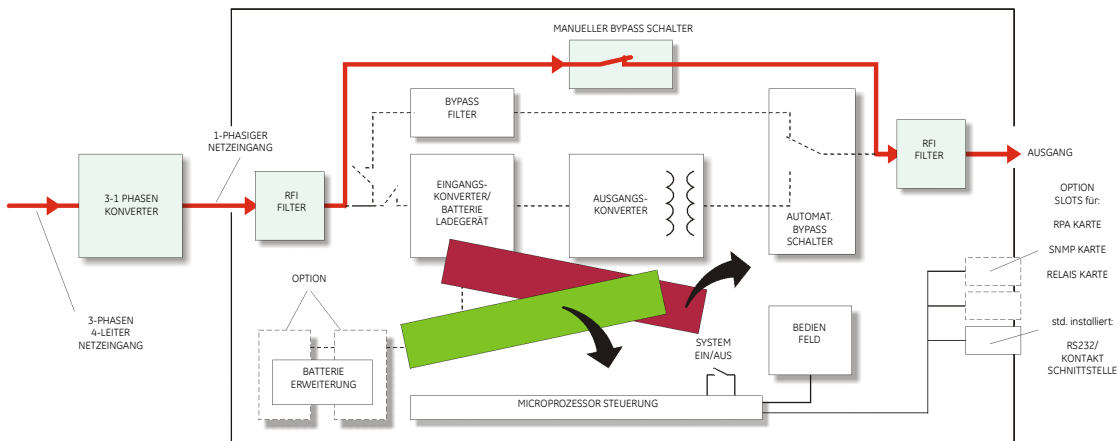 MANUELLER BYPASS SCHALTER
BYPASS
FILTER
1-PHASIGER
NETZEINGANG
3-1 PHASEN
KONVERTER
RFI
FILTER
EINGANGS-
KONVERTER/
BATTERIE
LADEGERÄT
AUSGANGS-
KONVERTER
AUTOMAT.
BYPASS
SCHALTER
RFI
FILTER
AUSGANG
OPTION
SLOTS für:
RPA KARTE
SNMP KARTE
RELAIS KARTE
std. installiert:
RS232/
KONTAKT
SCHNITTSTELLE
3-PHASEN
4-LEITER
NETZEINGANG
OPTION
BATTERIE
ERWEITERUNG
SYSTEM
EIN/AUS
BEDIEN
FELD
MICROPROZESSOR STEUERUNG